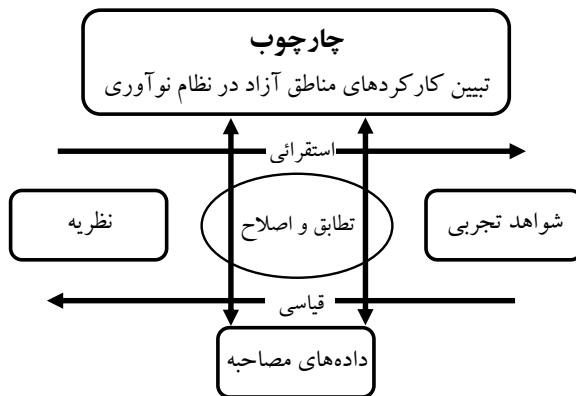 چارچوب
تبیین کارکردهای مناطق آزاد در نظام نوآوری
استقرائی
شواهد تجربی
تطابق و اصلاح
نظریه
قیاسی
داده‌های مصاحبه